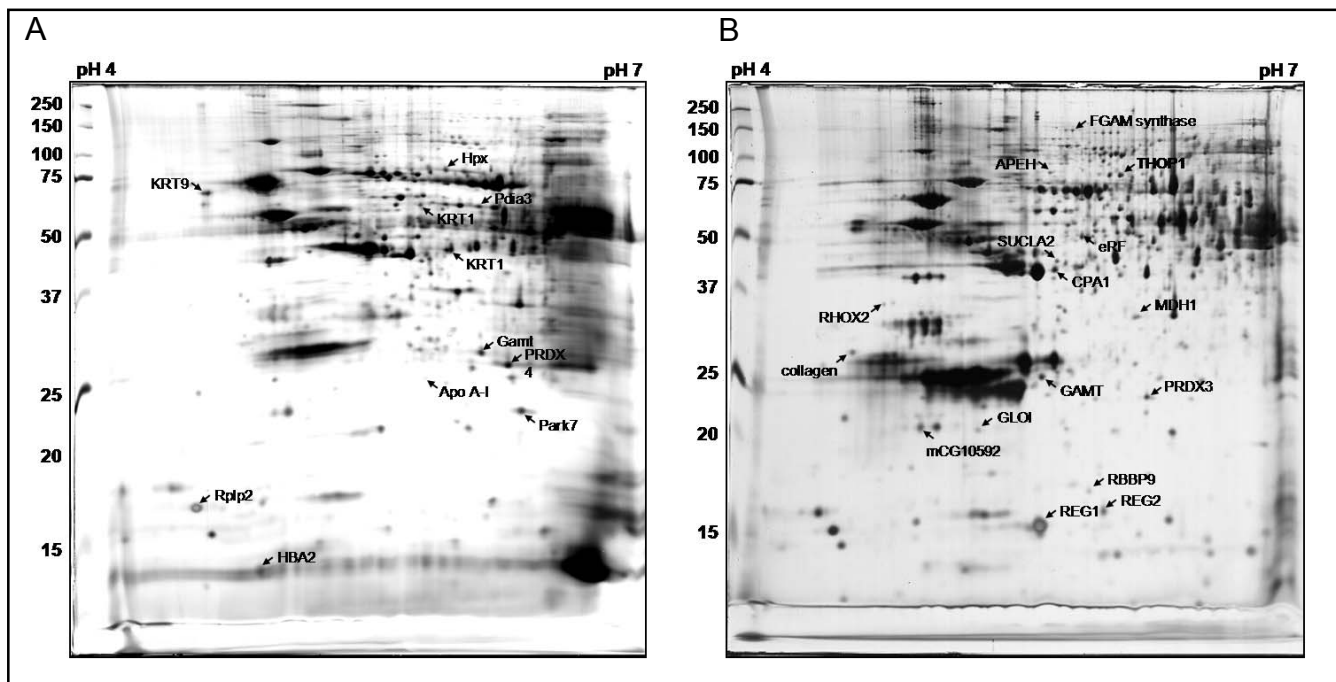 A
pH 4
pH 7
250
150
100
75
50
37
25
20
15
Hpx
KRT9
Pdia3
KRT1
KRT1
Gamt
PRDX
4
Apo A-I
Park7
Rplp2
HBA2
B
pH 4
pH 7
250
150
100
75
50
37
25
20
15
FGAM synthase
APEH
THOP1
SUCLA2
eRF
CPA1
RHOX2
MDH1
collagen
GAMT
PRDX3
GLOI
mCG10592
RBBP9
REG1
REG2